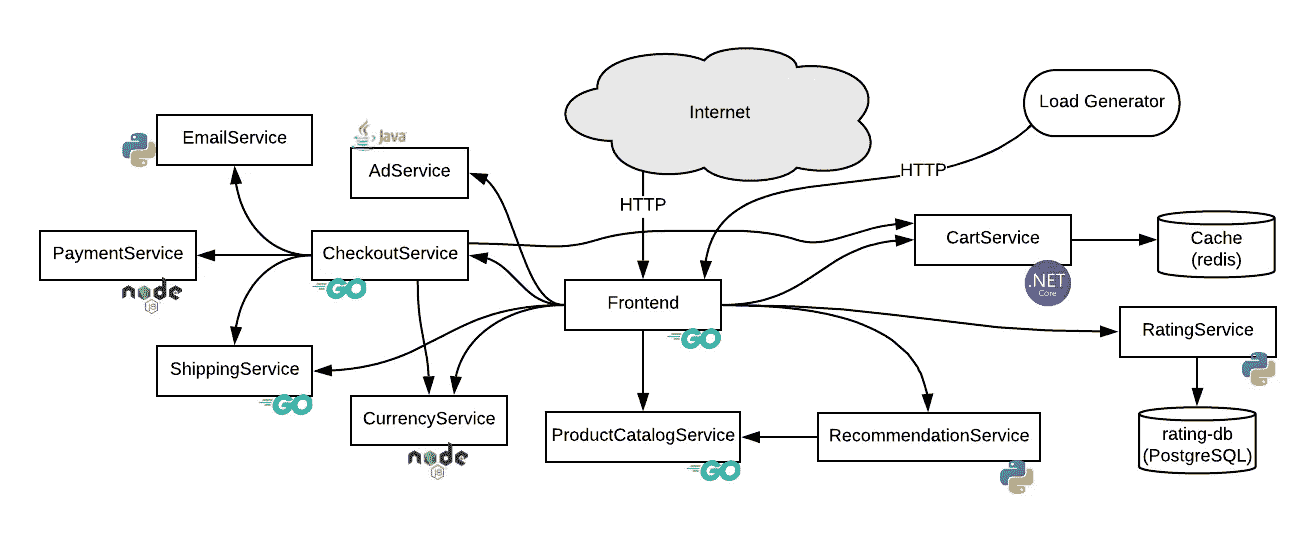 Internet
Load Generator
EmailService
Java
AdService
HTTP
HTTP
PaymentService
node
JS
CheckoutService
GO
Frontend
GO
CartService
.NET
Core
Cache
(redis)
RatingService
ShippingService
GO
CurrencyService
node
JS
ProductCatalogService
GO
RecommendationService
rating-db
(PostgreSQL)